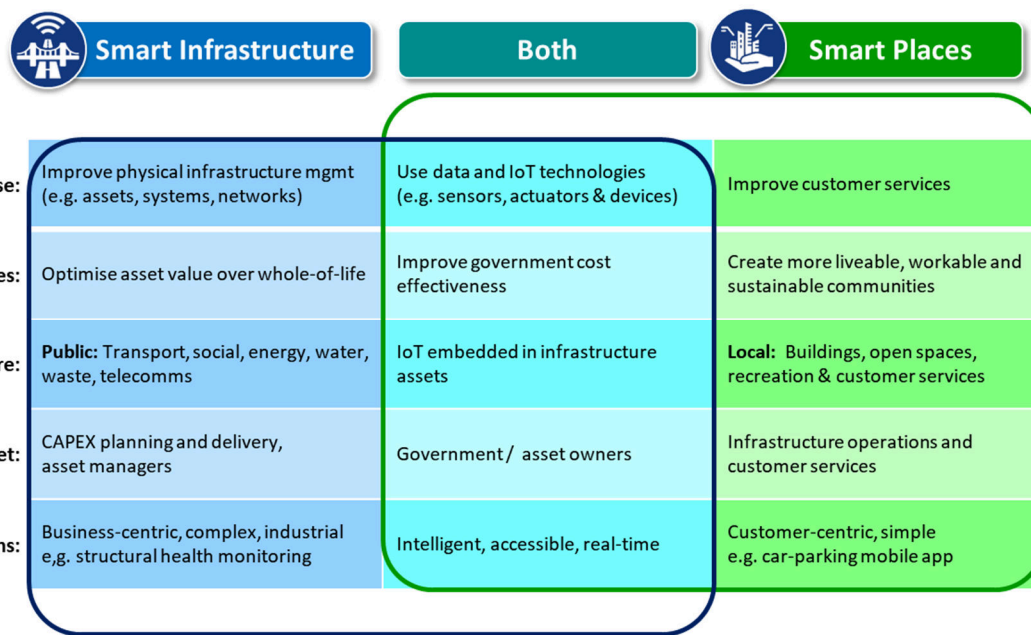 Smart Infrastructure
Both
Smart Places
se:
Improve physical infrastructure mgmt
(e.g. assets, systems, networks)
Use data and IoT technologies
(e.g. sensors, actuators & devices)
Improve customer services
es:
Optimise asset value over whole-of-life
Improve government cost
effectiveness
Create more liveable, workable and
sustainable communities
re:
Public: Transport, social, energy, water,
waste, telecomms
IoT embedded in infrastructure
assets
Local: Buildings, open spaces,
recreation & customer services
et:
CAPEX planning and delivery,
asset managers
Government / asset owners
Infrastructure operations and
customer services
ns:
Business-centric, complex, industrial
e,g. structural health monitoring
Intelligent, accessible, real-time
Customer-centric, simple
e.g. car-parking mobile app